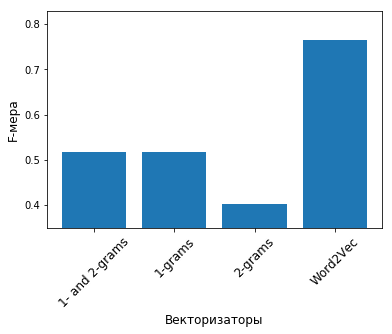 0.8
0.7
0.6
0.5
0.4
F-мера
1- and 2-grams
1-grams
2-grams
Word2Vec
Векторизаторы